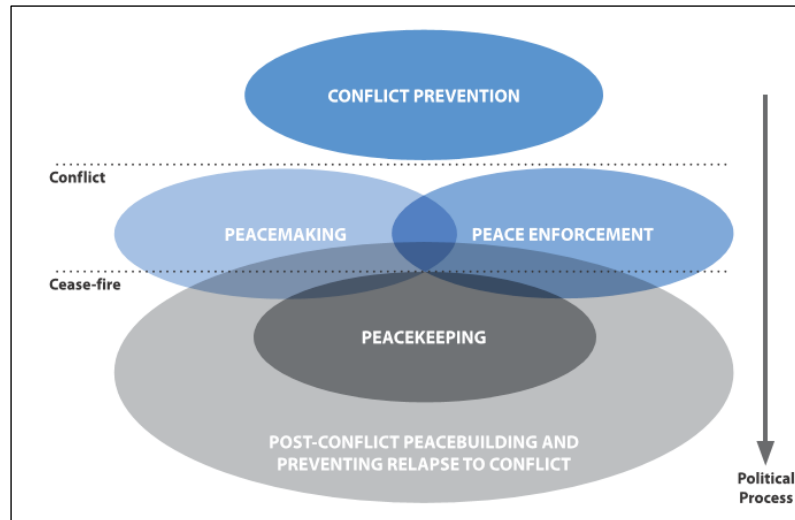 CONFLICT PREVENTION
Conflict
PEACEMAKING
PEACE ENFORCEMENT
Cease-fire
PEACEKEEPING
POST-CONFLICT PEACEBUILDING AND
PREVENTING RELAPSE TO CONFLICT
Political
Process